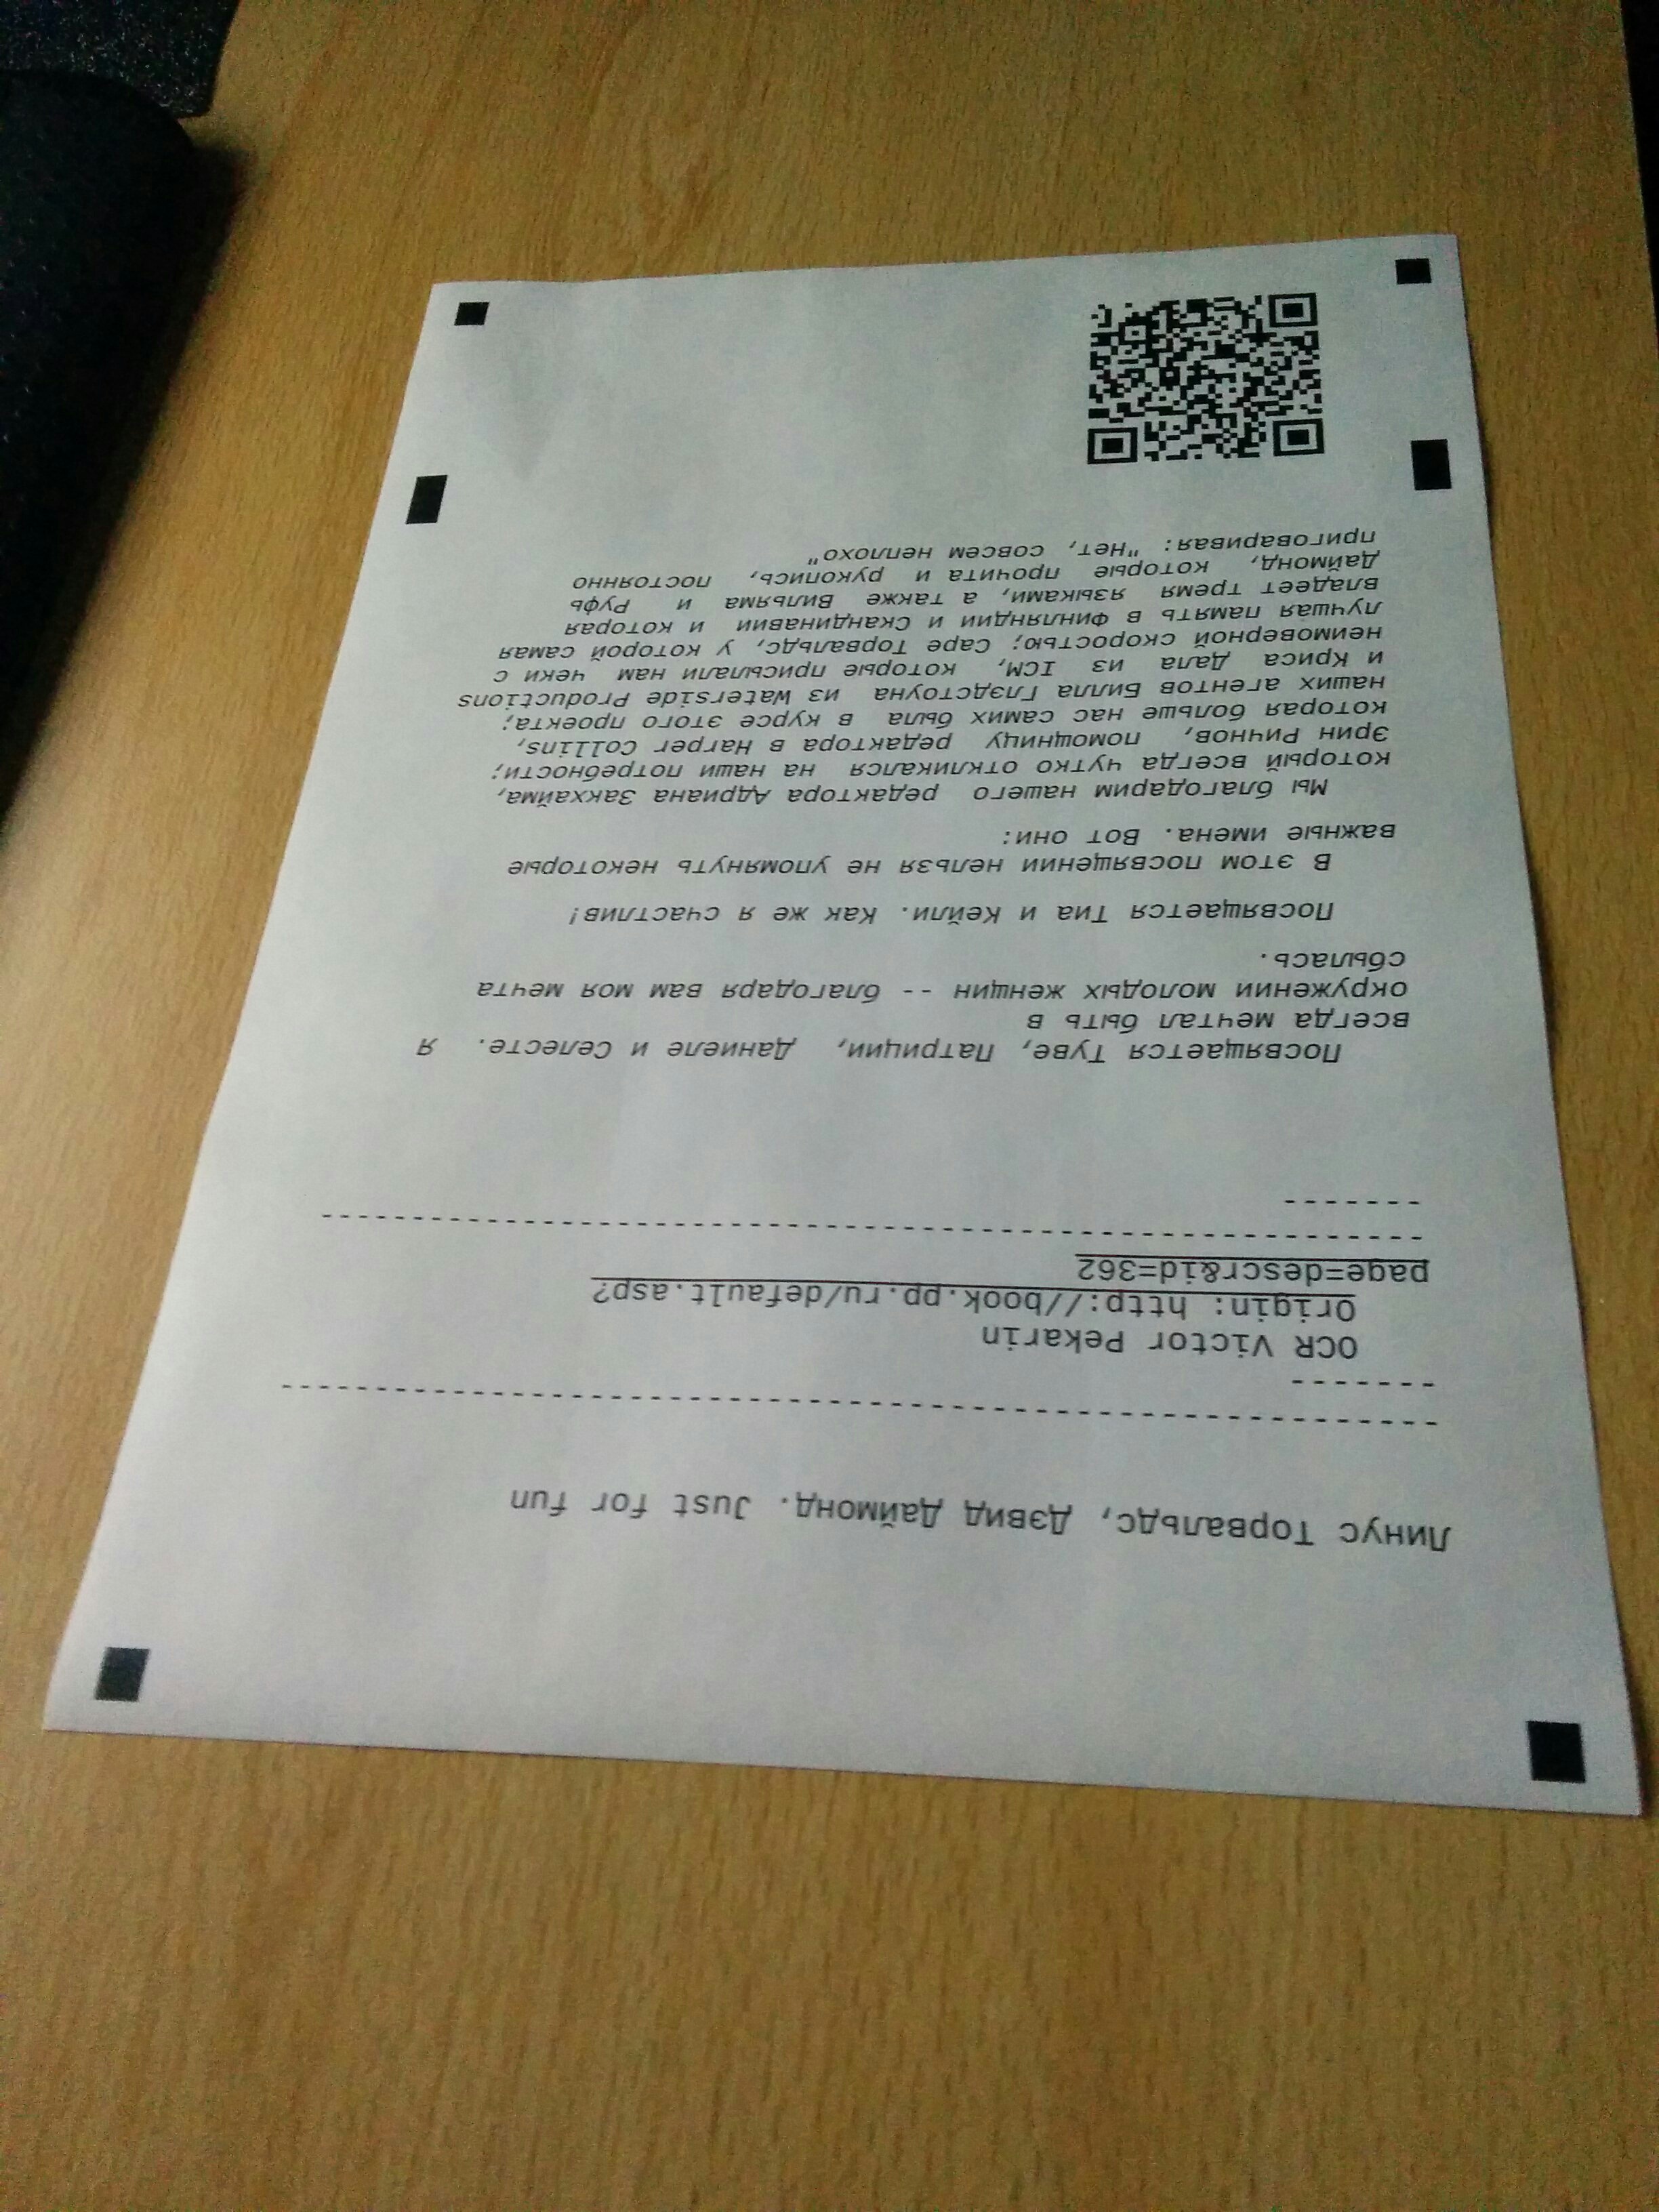 Линус Торвальдс, Дэвид Даймонд. Just for fun
---------------------------------------------
-------
OCR Victor Pekarin
Origin: http://book.pp.ru/default.asp?
page=descr&id=362
---------------------------------------------
-------
Посвящается Туве, Патриции, Даниеле и Селесте. Я
всегда мечтал быть в
окружении молодых женщин -- благодаря вам моя мечта
сбылась.
Посвящается Тиа и Кейли. Как же я счастлив!
В этом посвящении нельзя не упомянуть некоторые
важные имена. Вот они:
Мы благодарим нашего редактора Адриана Закхайма,
который всегда чутко откликался на наши потребности;
Эрин Ричнов, помощницу редактора в Harper Collins,
которая больше нас самих была в курсе этого проекта;
наших агентов Билла Глэдстоуна из Waterside Productions
и Криса Дала из ICM, которые присылали нам чеки с
неимоверной скоростью; Саре Торвальдс, у которой самая
лучшая память в Финляндии и Скандинавии и которая
владеет тремя языками, а также Вильяма и Руфь
Даймонд, которые прочита и рукопись, постоянно
приговаривая: "Нет, совсем неплохо"